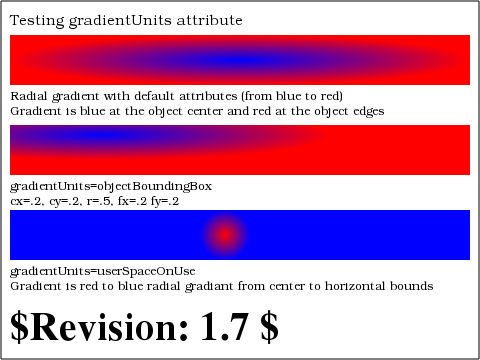 Testing gradientUnits attribute
Radial gradient with default attributes (from blue to red)
Gradient is blue at the object center and red at the object edges
gradientUnits=objectBoundingBox
cx=.2, cy=.2, r=.5, fx=.2 fy=.2
gradientUnits=userSpaceOnUse
Gradient is red to blue radial gradiant from center to horizontal bounds
$Revision: 1.7 $